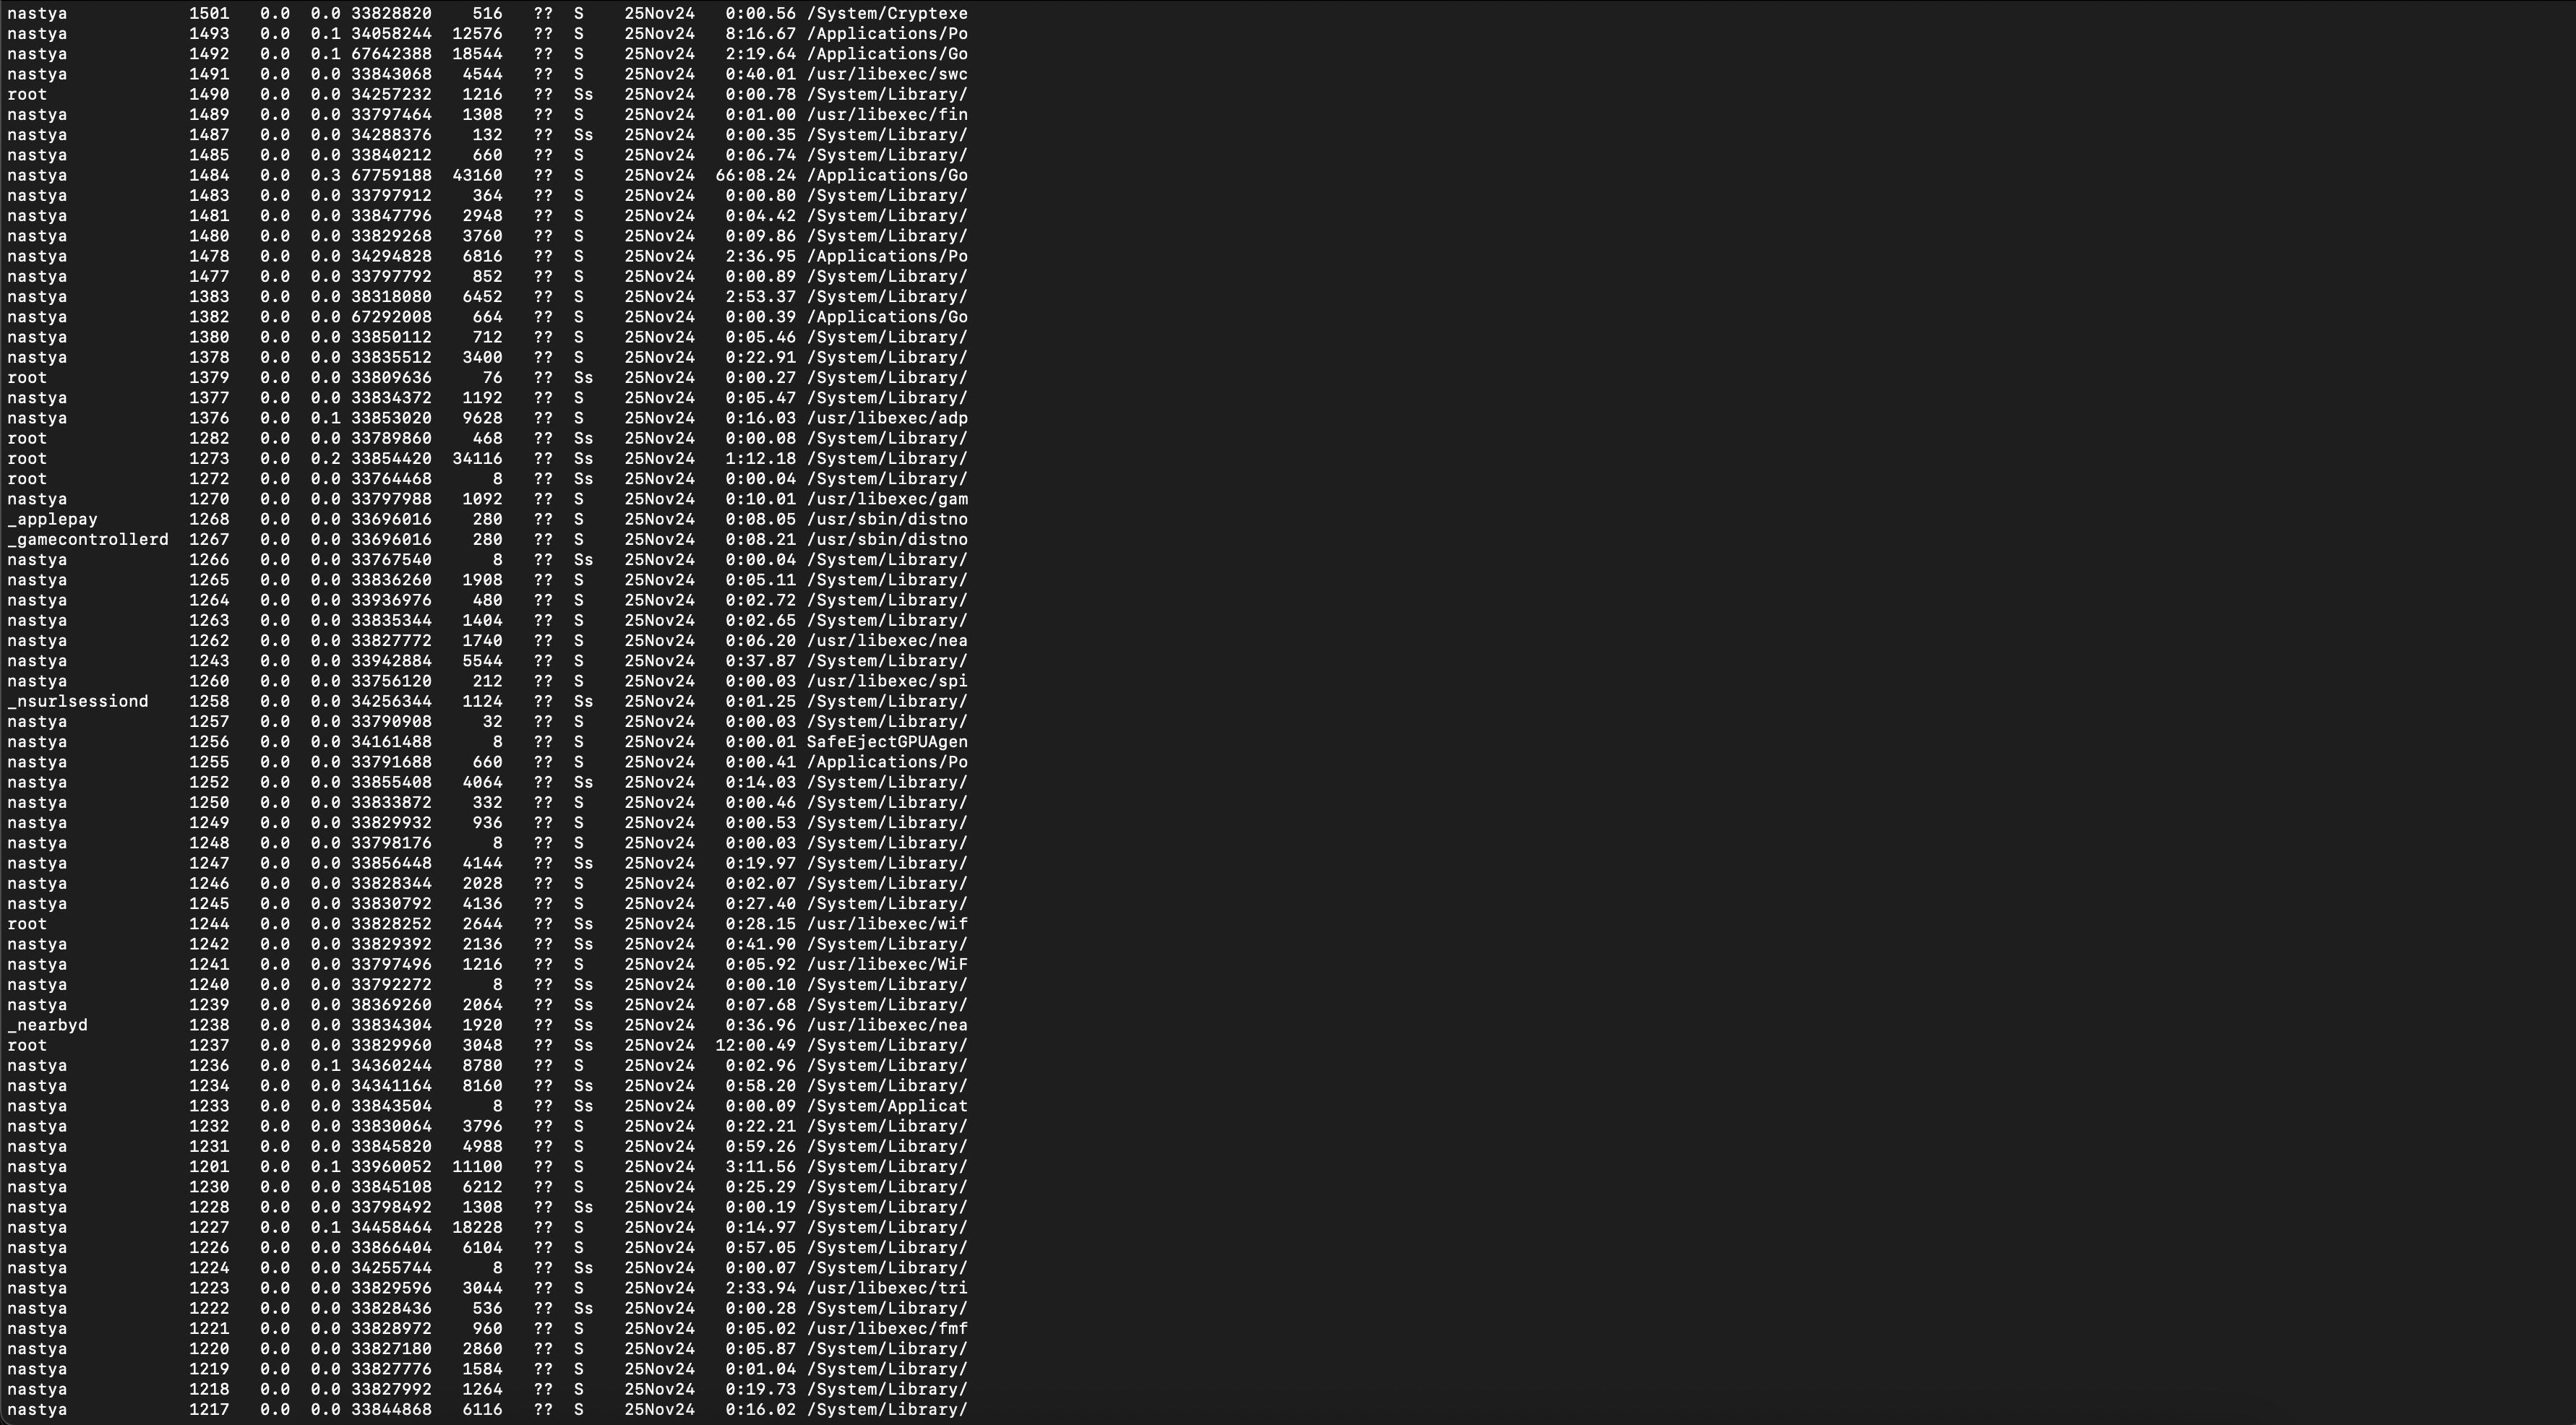 nastya 1501 0.0 0.0 33828820 516 ?? S 25Nov24 0:00.56 /System/Cryptexe
nastya 1493 0.0 0.1 34058244 12576 ?? S 25Nov24 8:16.67 /Applications/Po
nastya 1492 0.0 0.1 67642388 18544 ?? S 25Nov24 2:19.64 /Applications/Go
nastya 1491 0.0 0.0 33843068 4544 ?? S 25Nov24 0:40.01 /usr/libexec/swc
root 1490 0.0 0.0 34257232 1216 ?? Ss 25Nov24 0:00.78 /System/Library/
nastya 1489 0.0 0.0 33797464 1308 ?? S 25Nov24 0:01.00 /usr/libexec/fin
nastya 1487 0.0 0.0 34288376 132 ?? Ss 25Nov24 0:00.35 /System/Library/
nastya 1485 0.0 0.0 33840212 660 ?? S 25Nov24 0:06.74 /System/Library/
nastya 1484 0.0 0.3 67759188 43160 ?? S 25Nov24 66:08.24 /Applications/Go
nastya 1483 0.0 0.0 33797912 364 ?? S 25Nov24 0:00.80 /System/Library/
nastya 1481 0.0 0.0 33847796 2948 ?? S 25Nov24 0:04.42 /System/Library/
nastya 1480 0.0 0.0 33829268 3760 ?? S 25Nov24 0:09.86 /System/Library/
nastya 1478 0.0 0.0 34294828 6816 ?? S 25Nov24 2:36.95 /Applications/Po
nastya 1477 0.0 0.0 33797792 852 ?? S 25Nov24 0:00.89 /System/Library/
nastya 1383 0.0 0.0 38318080 6452 ?? S 25Nov24 2:53.37 /System/Library/
nastya 1382 0.0 0.0 67292008 664 ?? S 25Nov24 0:00.39 /Applications/Go
nastya 1380 0.0 0.0 33850112 712 ?? S 25Nov24 0:05.46 /System/Library/
nastya 1378 0.0 0.0 33835512 3400 ?? S 25Nov24 0:22.91 /System/Library/
root 1379 0.0 0.0 33809636 76 ?? Ss 25Nov24 0:00.27 /System/Library/
nastya 1377 0.0 0.0 33834372 1192 ?? S 25Nov24 0:05.47 /System/Library/
nastya 1376 0.0 0.1 33853020 9628 ?? S 25Nov24 0:16.03 /usr/libexec/adp
root 1282 0.0 0.0 33789860 468 ?? Ss 25Nov24 0:00.08 /System/Library/
root 1273 0.0 0.2 33854420 34116 ?? Ss 25Nov24 1:12.18 /System/Library/
root 1272 0.0 0.0 33764468 8 ?? Ss 25Nov24 0:00.04 /System/Library/
nastya 1270 0.0 0.0 33797988 1092 ?? S 25Nov24 0:10.01 /usr/libexec/gam
_applepay 1268 0.0 0.0 33696016 280 ?? S 25Nov24 0:08.05 /usr/sbin/distno
_gamecontrollerd 1267 0.0 0.0 33696016 280 ?? S 25Nov24 0:08.21 /usr/sbin/distno
nastya 1266 0.0 0.0 33767540 8 ?? Ss 25Nov24 0:00.04 /System/Library/
nastya 1265 0.0 0.0 33836260 1908 ?? S 25Nov24 0:05.11 /System/Library/
nastya 1264 0.0 0.0 33936976 480 ?? S 25Nov24 0:02.72 /System/Library/
nastya 1263 0.0 0.0 33835344 1404 ?? S 25Nov24 0:02.65 /System/Library/
nastya 1262 0.0 0.0 33827772 1740 ?? S 25Nov24 0:06.20 /usr/libexec/nea
nastya 1243 0.0 0.0 33942884 5544 ?? S 25Nov24 0:37.87 /System/Library/
nastya 1260 0.0 0.0 33756120 212 ?? S 25Nov24 0:00.03 /usr/libexec/spi
_nsurlsessiond 1258 0.0 0.0 34256344 1124 ?? Ss 25Nov24 0:01.25 /System/Library/
nastya 1257 0.0 0.0 33790908 32 ?? S 25Nov24 0:00.03 /System/Library/
nastya 1256 0.0 0.0 34161488 8 ?? S 25Nov24 0:00.01 SafeEjectGPUAgen
nastya 1255 0.0 0.0 33791688 660 ?? S 25Nov24 0:00.41 /Applications/Po
nastya 1252 0.0 0.0 33855408 4064 ?? Ss 25Nov24 0:14.03 /System/Library/
nastya 1250 0.0 0.0 33833872 332 ?? S 25Nov24 0:00.46 /System/Library/
nastya 1249 0.0 0.0 33829932 936 ?? S 25Nov24 0:00.53 /System/Library/
nastya 1248 0.0 0.0 33798176 8 ?? S 25Nov24 0:00.03 /System/Library/
nastya 1247 0.0 0.0 33856448 4144 ?? Ss 25Nov24 0:19.97 /System/Library/
nastya 1246 0.0 0.0 33828344 2028 ?? S 25Nov24 0:02.07 /System/Library/
nastya 1245 0.0 0.0 33830792 4136 ?? S 25Nov24 0:27.40 /System/Library/
root 1244 0.0 0.0 33828252 2644 ?? Ss 25Nov24 0:28.15 /usr/libexec/wif
nastya 1242 0.0 0.0 33829392 2136 ?? Ss 25Nov24 0:41.90 /System/Library/
nastya 1241 0.0 0.0 33797496 1216 ?? S 25Nov24 0:05.92 /usr/libexec/WiF
nastya 1240 0.0 0.0 33792272 8 ?? Ss 25Nov24 0:00.10 /System/Library/
nastya 1239 0.0 0.0 38369260 2064 ?? Ss 25Nov24 0:07.68 /System/Library/
_nearbyd 1238 0.0 0.0 33834304 1920 ?? Ss 25Nov24 0:36.96 /usr/libexec/nea
root 1237 0.0 0.0 33829960 3048 ?? Ss 25Nov24 12:00.49 /System/Library/
nastya 1236 0.0 0.1 34360244 8780 ?? S 25Nov24 0:02.96 /System/Library/
nastya 1234 0.0 0.0 34341164 8160 ?? Ss 25Nov24 0:58.20 /System/Library/
nastya 1233 0.0 0.0 33843504 8 ?? Ss 25Nov24 0:00.09 /System/Applicat
nastya 1232 0.0 0.0 33830064 3796 ?? S 25Nov24 0:22.21 /System/Library/
nastya 1231 0.0 0.0 33845820 4988 ?? S 25Nov24 0:59.26 /System/Library/
nastya 1201 0.0 0.1 33960052 11100 ?? S 25Nov24 3:11.56 /System/Library/
nastya 1230 0.0 0.0 33845108 6212 ?? S 25Nov24 0:25.29 /System/Library/
nastya 1228 0.0 0.0 33798492 1308 ?? Ss 25Nov24 0:00.19 /System/Library/
nastya 1227 0.0 0.1 34458464 18228 ?? S 25Nov24 0:14.97 /System/Library/
nastya 1226 0.0 0.0 33866404 6104 ?? S 25Nov24 0:57.05 /System/Library/
nastya 1224 0.0 0.0 34255744 8 ?? Ss 25Nov24 0:00.07 /System/Library/
nastya 1223 0.0 0.0 33829596 3044 ?? S 25Nov24 2:33.94 /usr/libexec/tri
nastya 1222 0.0 0.0 33828436 536 ?? Ss 25Nov24 0:00.28 /System/Library/
nastya 1221 0.0 0.0 33828972 960 ?? S 25Nov24 0:05.02 /usr/libexec/fmf
nastya 1220 0.0 0.0 33827180 2860 ?? S 25Nov24 0:05.87 /System/Library/
nastya 1219 0.0 0.0 33827776 1584 ?? S 25Nov24 0:01.04 /System/Library/
nastya 1218 0.0 0.0 33827992 1264 ?? S 25Nov24 0:19.73 /System/Library/
nastya 1217 0.0 0.0 33844868 6116 ?? S 25Nov24 0:16.02 /System/Library/